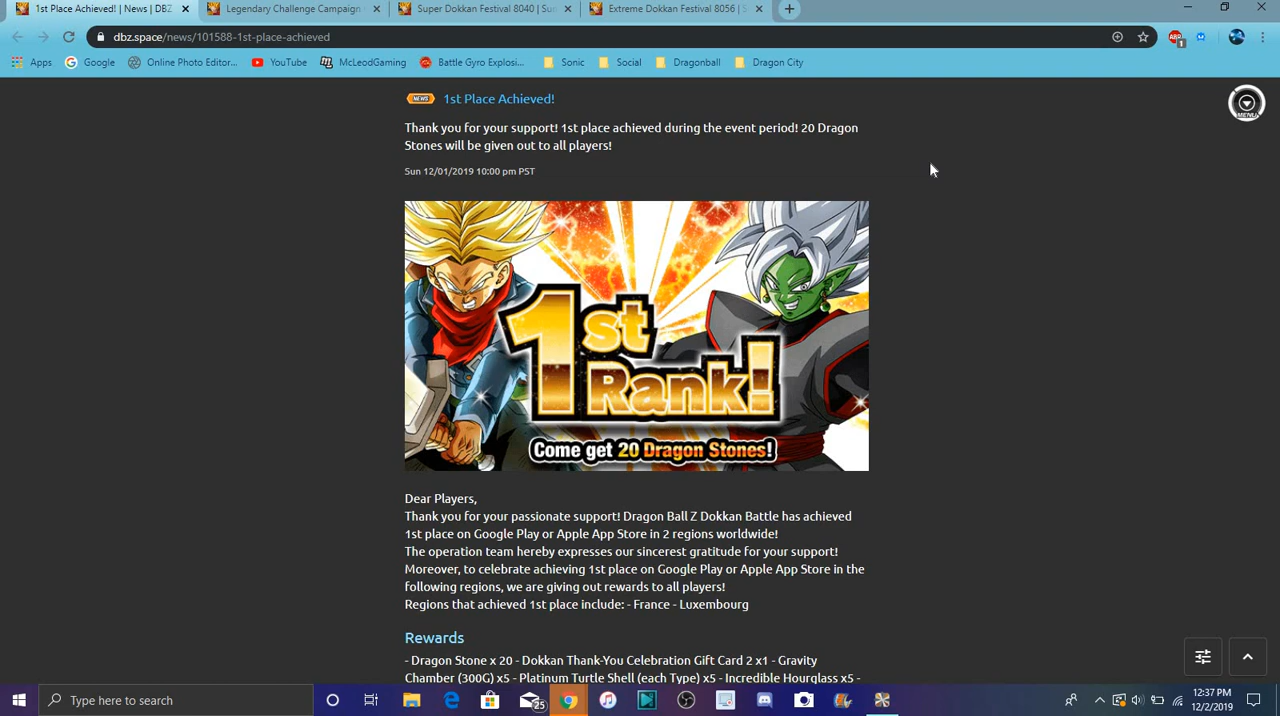 1st Place Achieved! | News | DBZ
Legendary Challenge Campaign
Super Dokkan Festival 8040 | Sum
Extreme Dokkan Festival 8056 | S
dbz.space/news/101588-1st-place-achieved
ABP
1
Apps
Google
Online Photo Editor...
YouTube
McLeodGaming
Battle Gyro Explosi...
Sonic
Social
Dragonball
Dragon City
NEWS
1st Place Achieved!
MENU
Thank you for your support! 1st place achieved during the event period! 20 Dragon
Stones will be given out to all players!
Sun 12/01/2019 10:00 pm PST
1st
Rank!
Come get 20 Dragon Stones!
Dear Players,
Thank you for your passionate support! Dragon Ball Z Dokkan Battle has achieved
1st place on Google Play or Apple App Store in 2 regions worldwide!
The operation team hereby expresses our sincerest gratitude for your support!
Moreover, to celebrate achieving 1st place on Google Play or Apple App Store in the
following regions, we are giving out rewards to all players!
Regions that achieved 1st place include: - France - Luxembourg
Rewards
- Dragon Stone x 20 - Dokkan Thank-You Celebration Gift Card 2 x1 - Gravity
Chamber (300G) x5 - Platinum Turtle Shell (each Type) x5 - Incredible Hourglass x5 -
Type here to search
25
12:37 PM
12/2/2019